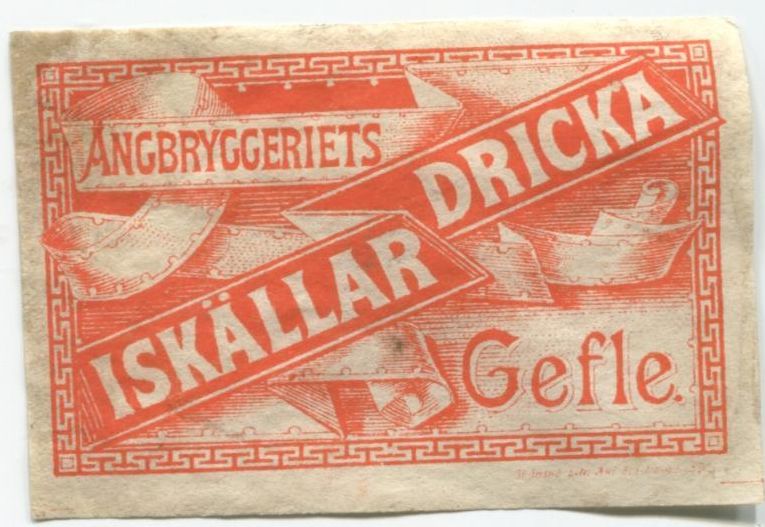 ÅNGBRYGGERIETS
ISKÄLLAR
DRICKA
Gefle.